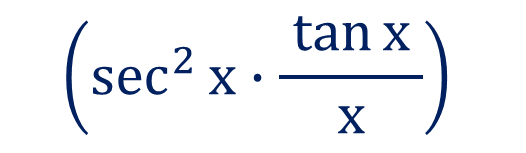 (sec² x · tan x / x)